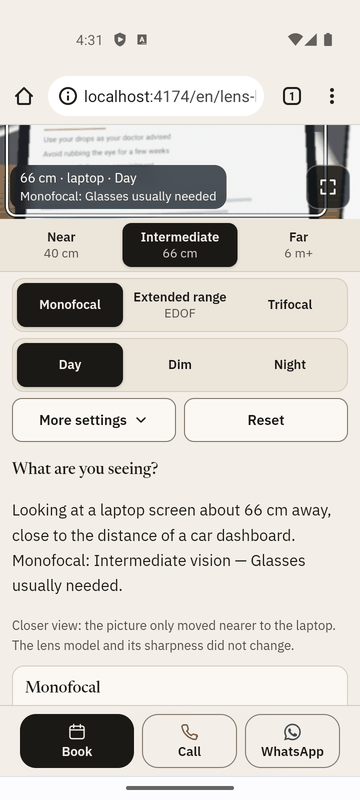 4:31
localhost:4174/en/lens-
1
Use your drops as your doctor advised
Avoid rubbing the eye for a few weeks
66 cm · laptop · Day
Monofocal: Glasses usually needed
Near
40 cm
Intermediate
66 cm
Far
6 m+
Monofocal
Extended range
EDOF
Trifocal
Day
Dim
Night
More settings
Reset
What are you seeing?
Looking at a laptop screen about 66 cm away,
close to the distance of a car dashboard.
Monofocal: Intermediate vision — Glasses
usually needed.
Closer view: the picture only moved nearer to the laptop.
The lens model and its sharpness did not change.
Monofocal
Book
Call
WhatsApp